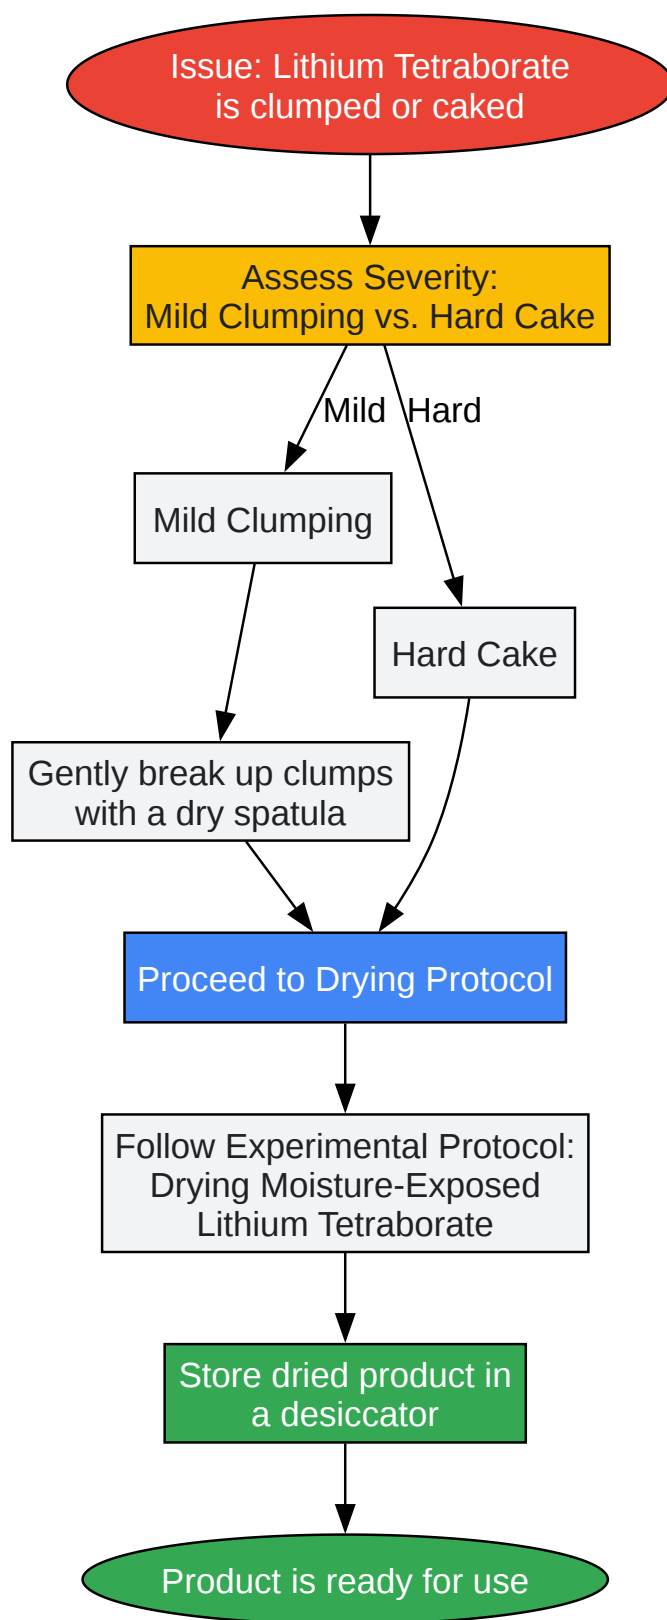 Issue: Lithium Tetraborate
is clumped or caked
Assess Severity:
Mild Clumping vs. Hard Cake
Mild
Hard
Mild Clumping
Hard Cake
Gently break up clumps
with a dry spatula
Proceed to Drying Protocol
Follow Experimental Protocol:
Drying Moisture-Exposed
Lithium Tetraborate
Store dried product in
a desiccator
Product is ready for use